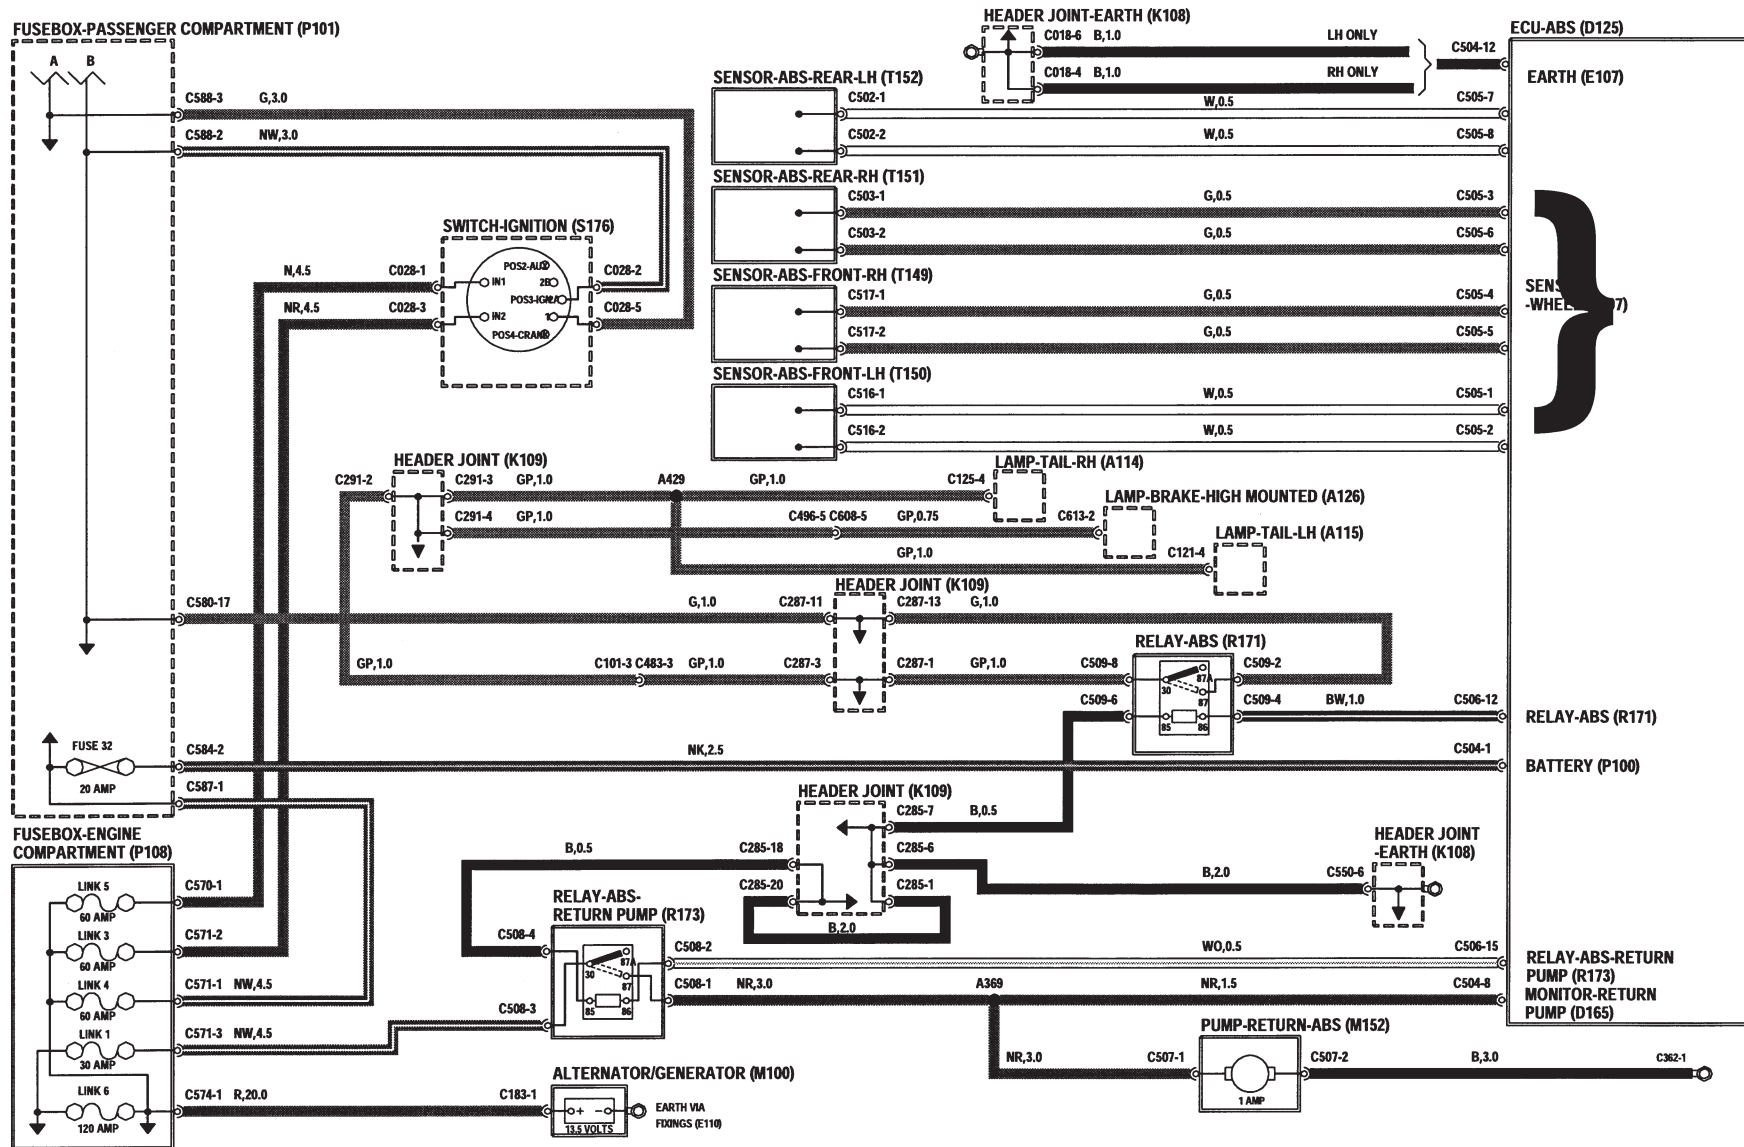 HEADER JOINT-EARTH (K108)
FUSEBOX-PASSENGER COMPARTMENT (P101)
ECU-ABS (D125)
A B
C018-6 B,1.0 LH ONLY
C504-12
C018-4 B,1.0 RH ONLY
EARTH (E107)
SENSOR-ABS-REAR-LH (T152)
C588-3 G,3.0
C502-1 W,0.5 C505-7
C588-2 NW,3.0
C502-2 W,0.5 C505-8
SENSOR-ABS-REAR-RH (T151)
C503-1 G,0.5 C505-3
C503-2 G,0.5 C505-6
SWITCH-IGNITION (S176)
SENSOR-ABS-FRONT-RH (T149)
N,4.5 C028-1
POS2-AUX
IN1
2B
C028-2
POS3-IGN
NR,4.5 C028-3
IN2
1
C028-5
POS4-CRANK
C517-1 G,0.5 C505-4
SENS
-WHEEL
07)
C517-2 G,0.5 C505-5
SENSOR-ABS-FRONT-LH (T150)
C516-1 W,0.5 C505-1
C516-2 W,0.5 C505-2
HEADER JOINT (K109)
LAMP-TAIL-RH (A114)
C291-2 C291-3 GP,1.0 A429 GP,1.0 C125-4
LAMP-BRAKE-HIGH MOUNTED (A126)
C291-4 GP,1.0 C496-5 C608-5 GP,0.75 C613-2
LAMP-TAIL-LH (A115)
GP,1.0 C121-4
HEADER JOINT (K109)
C580-17 G,1.0 C287-11 C287-13 G,1.0
RELAY-ABS (R171)
GP,1.0 C101-3 C483-3 GP,1.0 C287-3 C287-1 GP,1.0 C509-8
30 87A
87
C509-2
C509-6
85 86
C509-4 BW,1.0 C506-12
RELAY-ABS (R171)
FUSE 32
20 AMP
C584-2 NK,2.5 C504-1
BATTERY (P100)
C587-1
HEADER JOINT (K109)
C285-7 B,0.5
FUSEBOX-ENGINE
COMPARTMENT (P108)
HEADER JOINT
-EARTH (K108)
B,0.5 C285-18 C285-6
B,2.0 C550-6
LINK 5
60 AMP
C570-1
C285-20 C285-1
B,2.0
RELAY-ABS-
RETURN PUMP (R173)
LINK 3
60 AMP
C571-2
C508-4
30 87A
87
85 86
C508-2 WO,0.5 C506-15
RELAY-ABS-RETURN
PUMP (R173)
LINK 4
60 AMP
C571-1 NW,4.5
C508-1 NR,3.0 A369 NR,1.5 C504-8
MONITOR-RETURN
PUMP (D165)
C508-3
LINK 1
30 AMP
C571-3 NW,4.5
PUMP-RETURN-ABS (M152)
NR,3.0 C507-1
1 AMP
C507-2 B,3.0 C362-1
ALTERNATOR/GENERATOR (M100)
LINK 6
120 AMP
C574-1 R,20.0 C183-1
+ −
13.5 VOLTS
EARTH VIA
FIXINGS (E110)